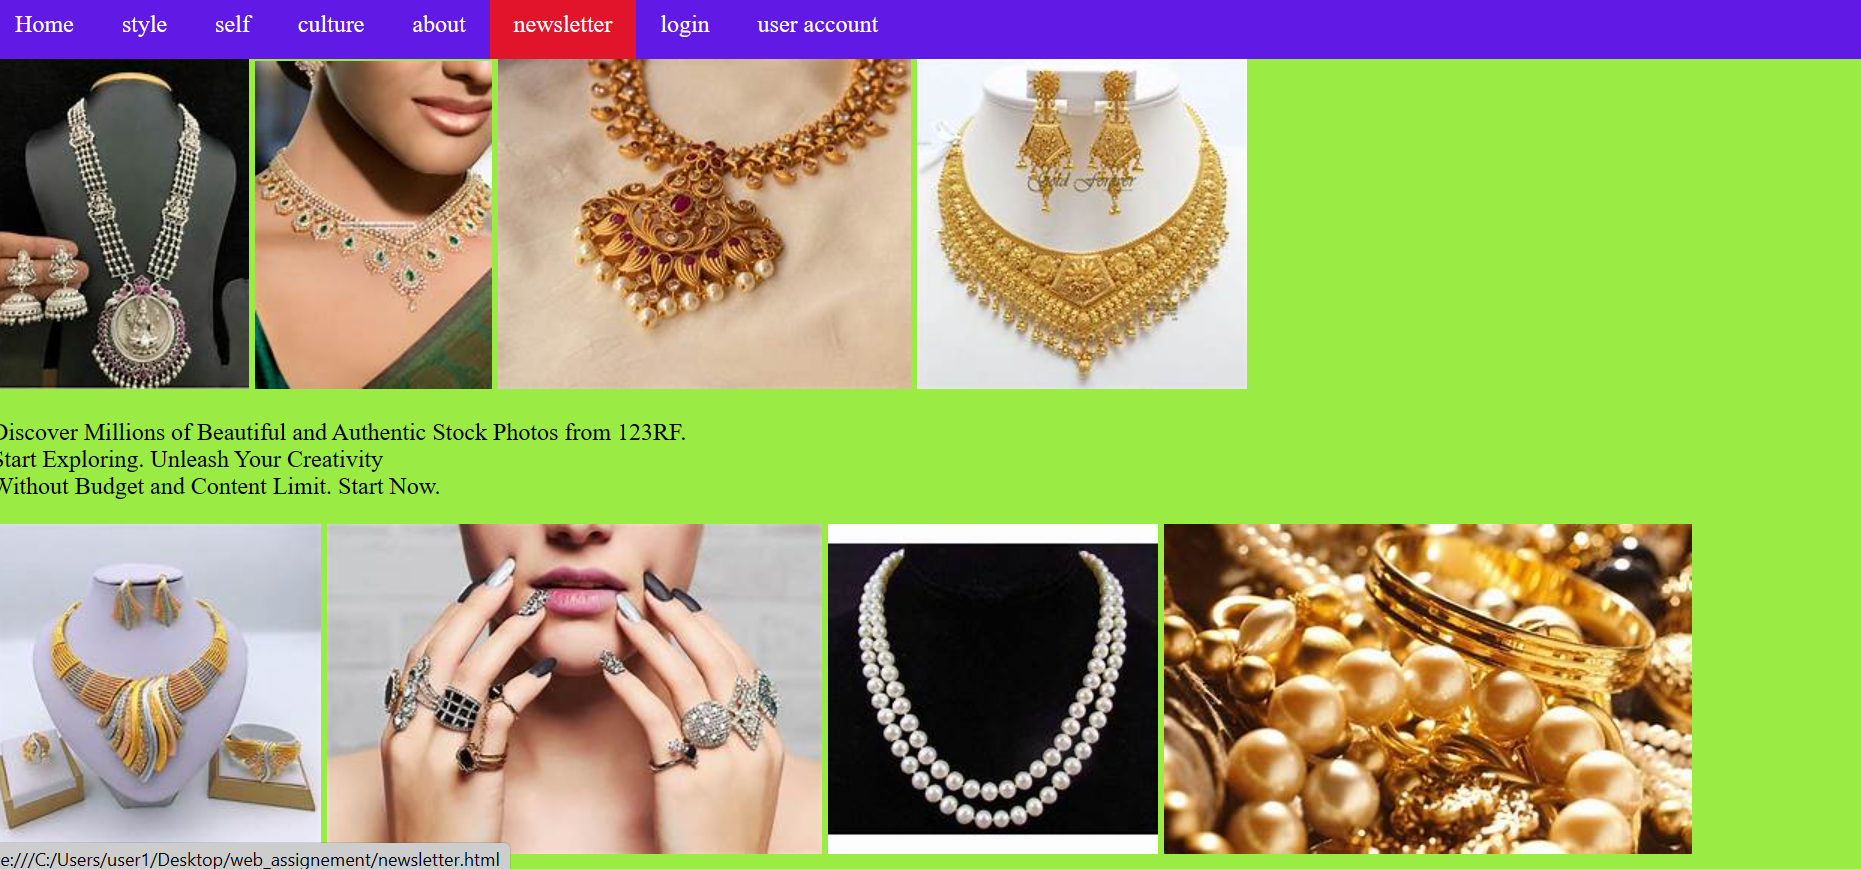 Home style self culture about newsletter login user account
Gold Forever
Discover Millions of Beautiful and Authentic Stock Photos from 123RF.
Start Exploring. Unleash Your Creativity
Without Budget and Content Limit. Start Now.
e:///C:/Users/user1/Desktop/web_assignement/newsletter.html